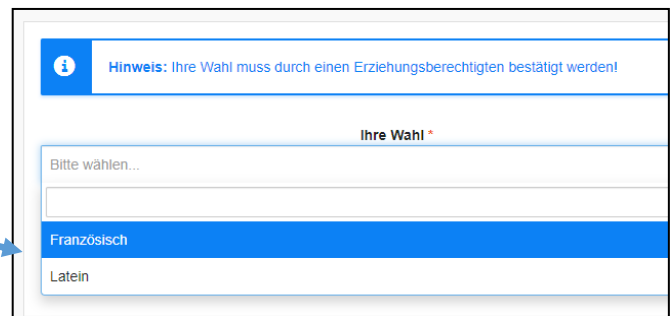 Hinweis: Ihre Wahl muss durch einen Erziehungsberechtigten bestätigt werden!
Ihre Wahl *
Bitte wählen...
Französisch
Latein